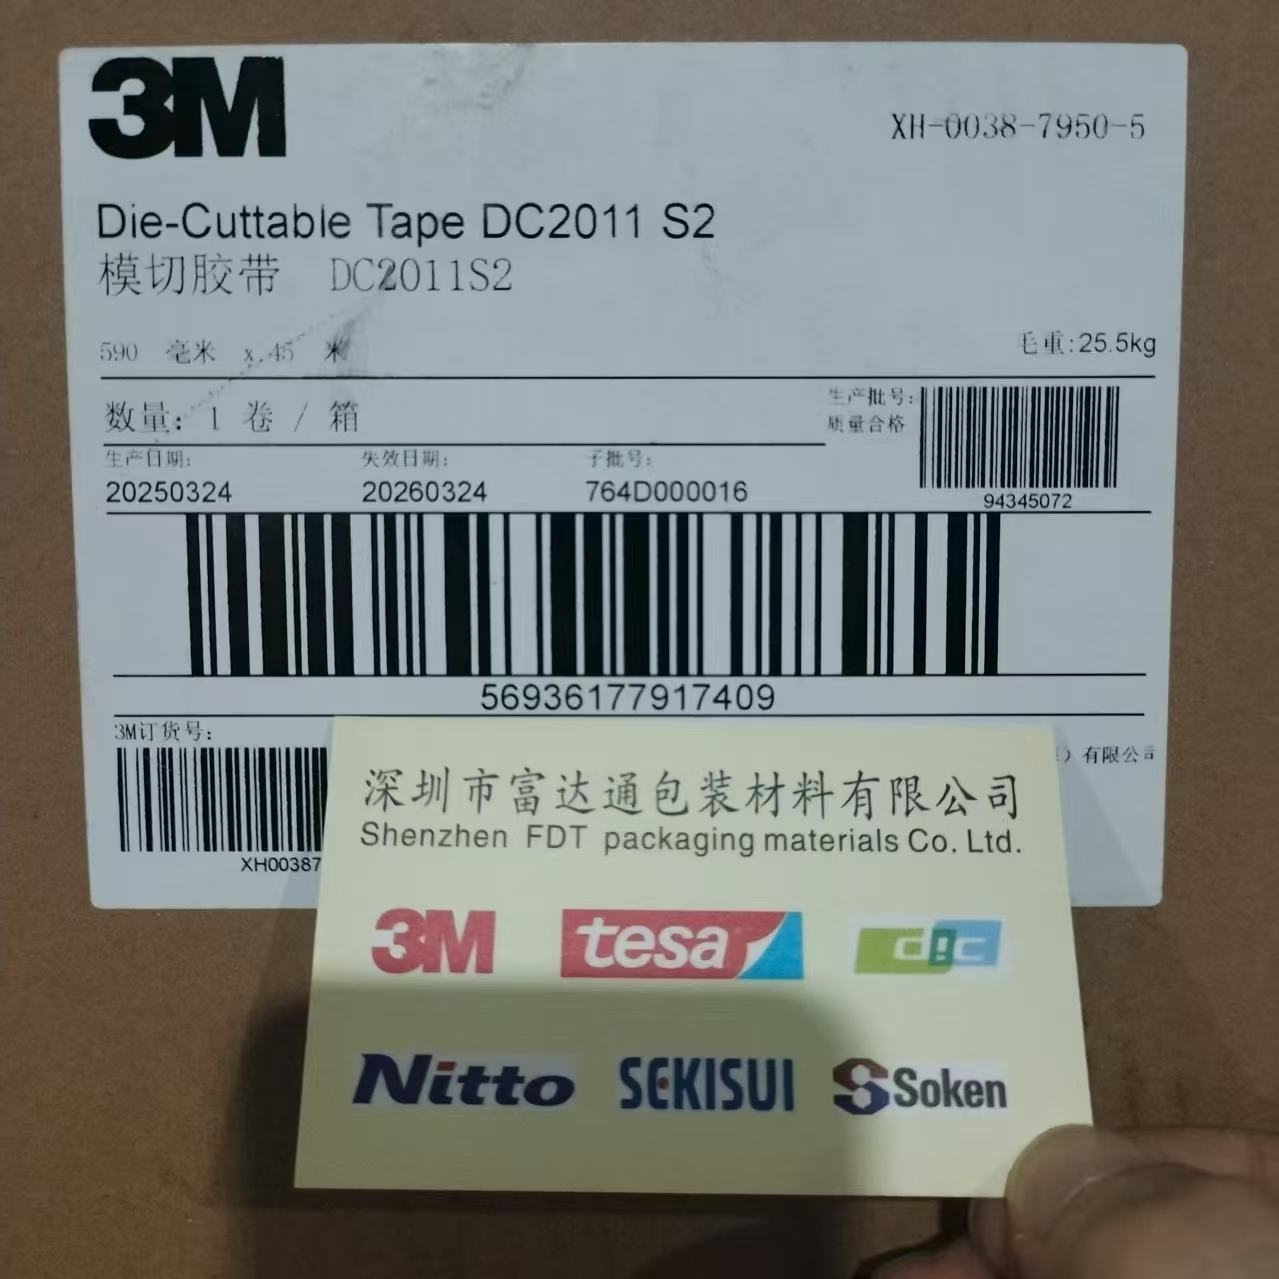 3M
XH-0038-7950-5
Die-Cuttable Tape DC2011 S2
模切胶带 DC2011S2
590 毫米 x 45 米
毛重:25.5kg
数量: 1 卷 / 箱
生产批号:
质量合格
94345072
生产日期: 失效日期: 子批号:
20250324 20260324 764D000016
56936177917409
3M订货号:
)有限公司
XH00387
深圳市富达通包装材料有限公司
Shenzhen FDT packaging materials Co. Ltd.
3M tesa dic
Nitto SEKISUI Soken